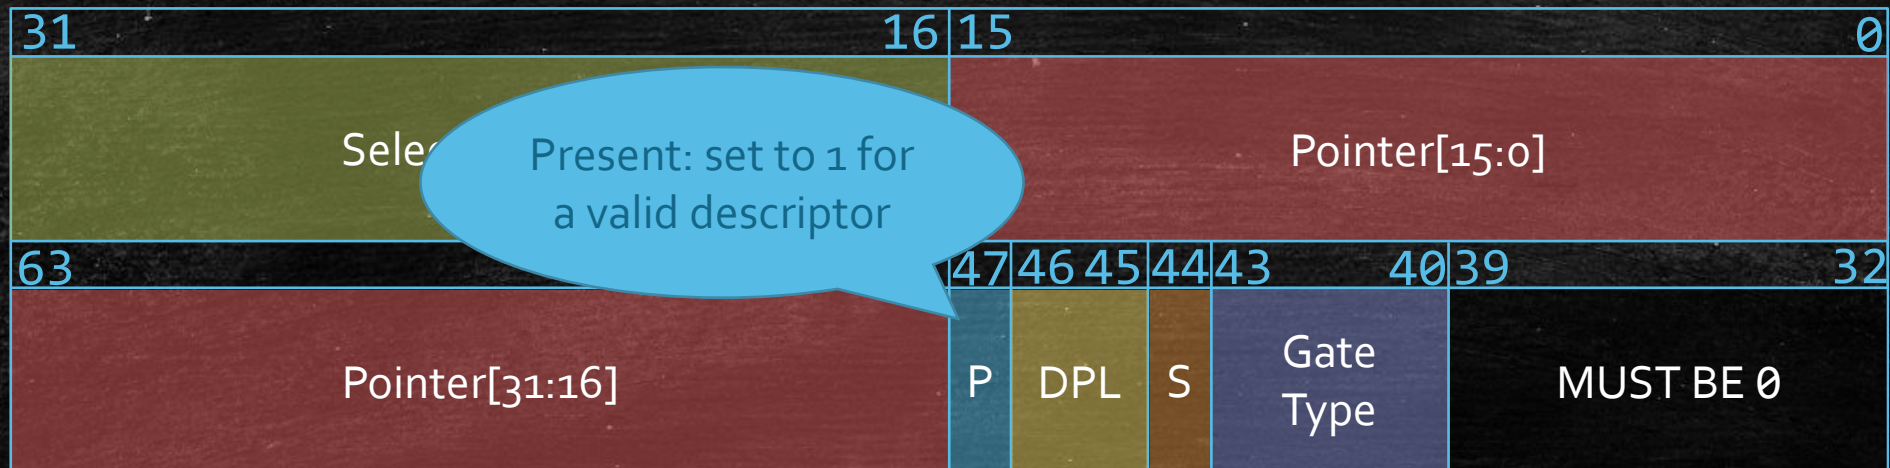 31 16 15 0
Present: set to 1 for
a valid descriptor
Pointer[15:0]
63 47 46 45 44 43 40 39 32
Pointer[31:16]
P
DPL
S
Gate
Type
MUST BE 0